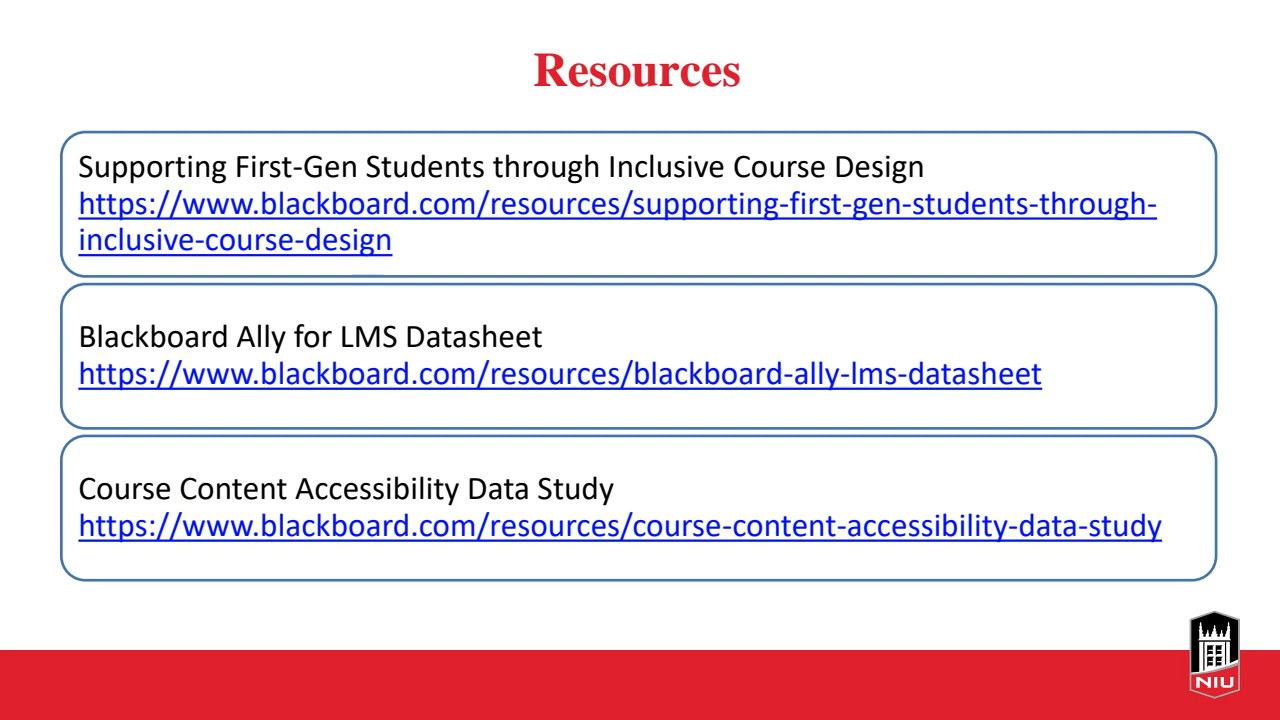 Resources
Supporting First-Gen Students through Inclusive Course Design
https://www.blackboard.com/resources/supporting-first-gen-students-through-
inclusive-course-design
Blackboard Ally for LMS Datasheet
https://www.blackboard.com/resources/blackboard-ally-lms-datasheet
Course Content Accessibility Data Study
https://www.blackboard.com/resources/course-content-accessibility-data-study
NIU